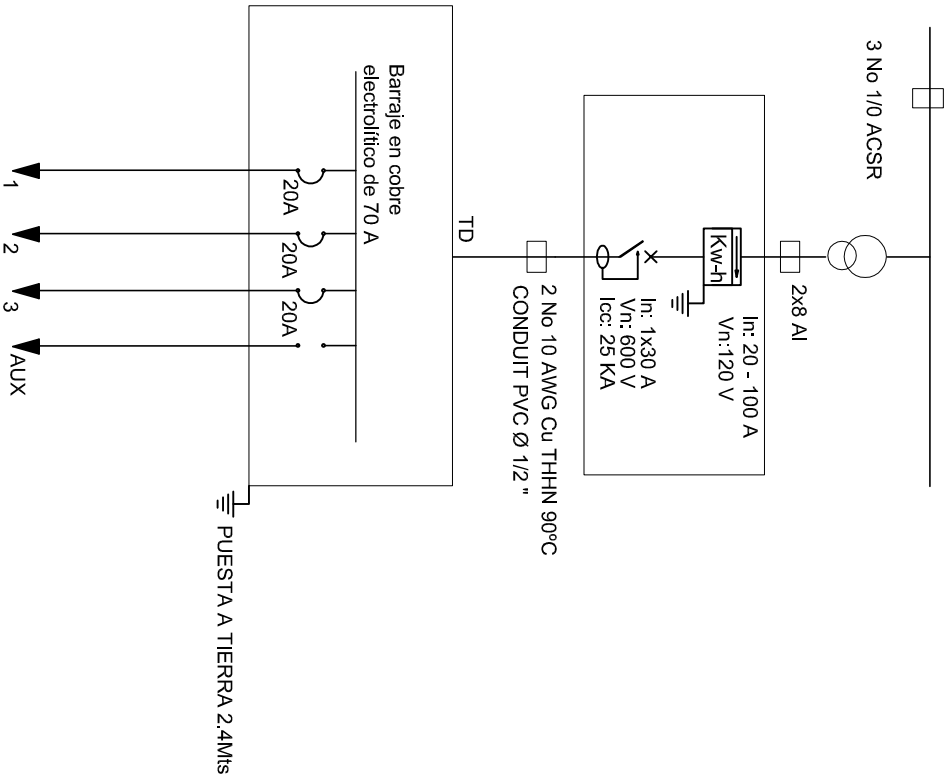 3 No 1/0 ACSR
2x8 Al
In: 20 - 100 A
Vn:120 V
Kw-h
In: 1x30 A
Vn: 600 V
Icc: 25 KA
2 No 10 AWG Cu THHN 90ºC
CONDUIT PVC Ø 1/2 "
TD
Barraje en cobre
electrolítico de 70 A
20A
20A
20A
1
2
3
AUX
PUESTA A TIERRA 2.4Mts